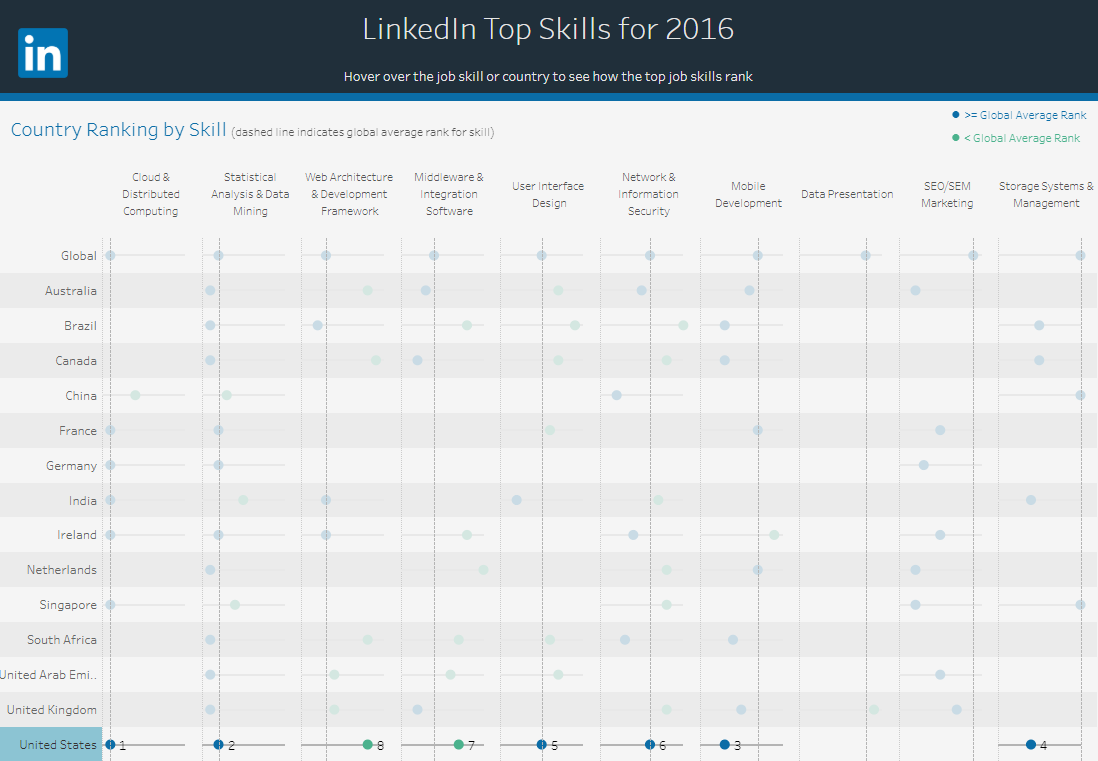 in
LinkedIn Top Skills for 2016
Hover over the job skill or country to see how the top job skills rank
Country Ranking by Skill (dashed line indicates global average rank for skill)
>= Global Average Rank
< Global Average Rank
Cloud &
Distributed
Computing
Statistical
Analysis & Data
Mining
Web Architecture
& Development
Framework
Middleware &
Integration
Software
User Interface
Design
Network &
Information
Security
Mobile
Development
Data Presentation
SEO/SEM
Marketing
Storage Systems &
Management
Global
Australia
Brazil
Canada
China
France
Germany
India
Ireland
Netherlands
Singapore
South Africa
United Arab Emi..
United Kingdom
United States 1 2 8 7 5 6 3 4